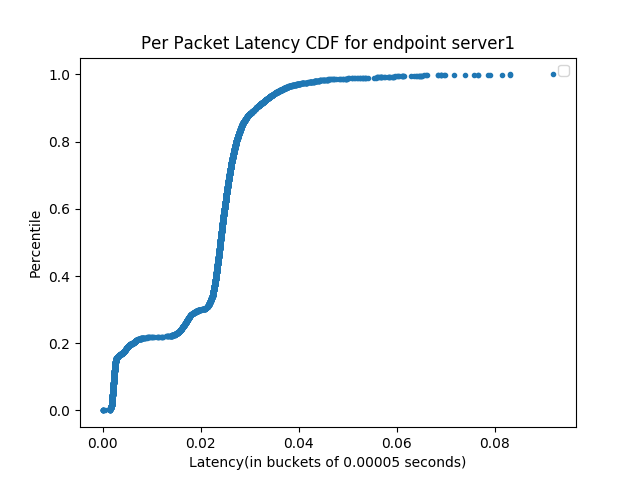 Per Packet Latency CDF for endpoint server1
1.0
0.8
0.6
0.4
0.2
0.0
Percentile
0.00 0.02 0.04 0.06 0.08
Latency(in buckets of 0.00005 seconds)